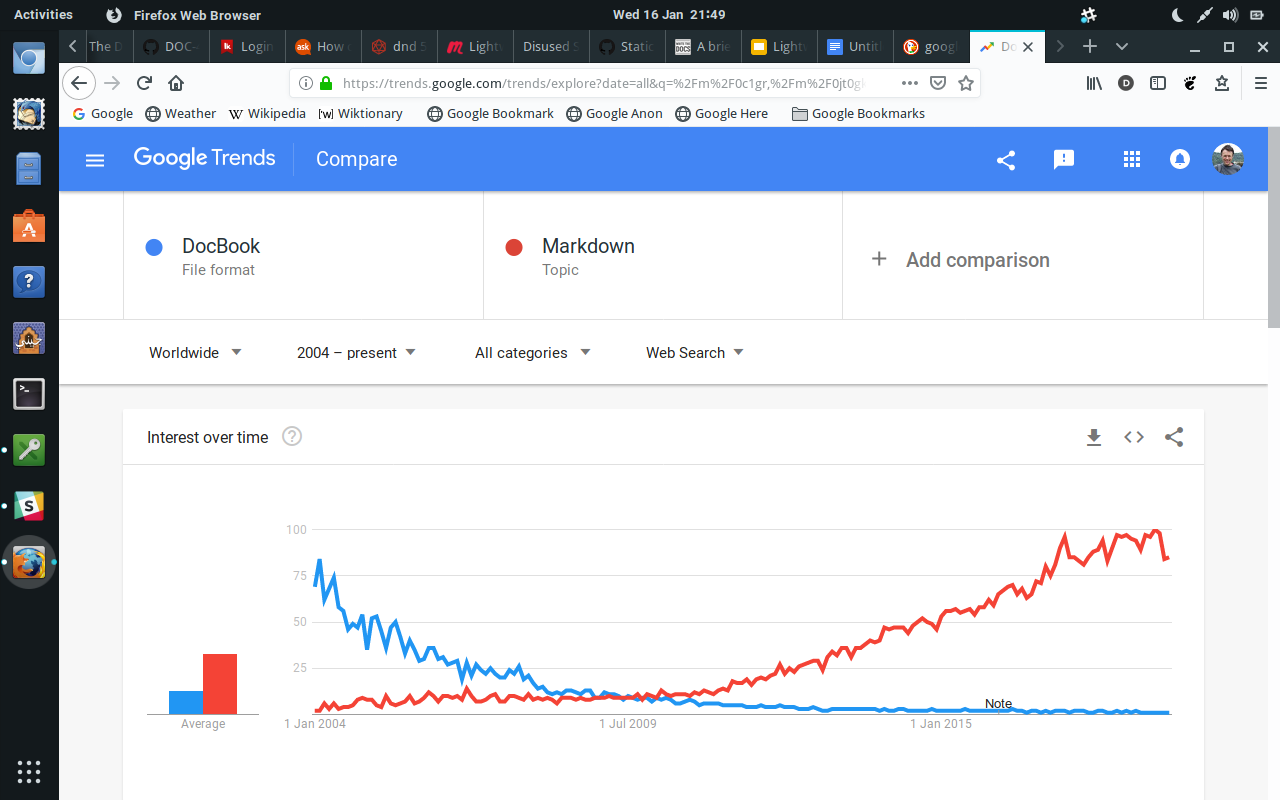 Activities Firefox Web Browser Wed 16 Jan 21:49
The D DOC- Login How dnd S Lightw Disused S Static A brie Lightw Untitl goog Do
https://trends.google.com/trends/explore?date=all&q=%2Fm%2F0c1gr,%2Fm%2F0jt0g
Google Weather Wikipedia Wiktionary Google Bookmark Google Anon Google Here Google Bookmarks
Google Trends Compare
DocBook Markdown
File format Topic
+ Add comparison
Worldwide 2004 – present All categories Web Search
Interest over time ?
100
75
50
25
Note
Average 1 Jan 2004 1 Jul 2009 1 Jan 2015